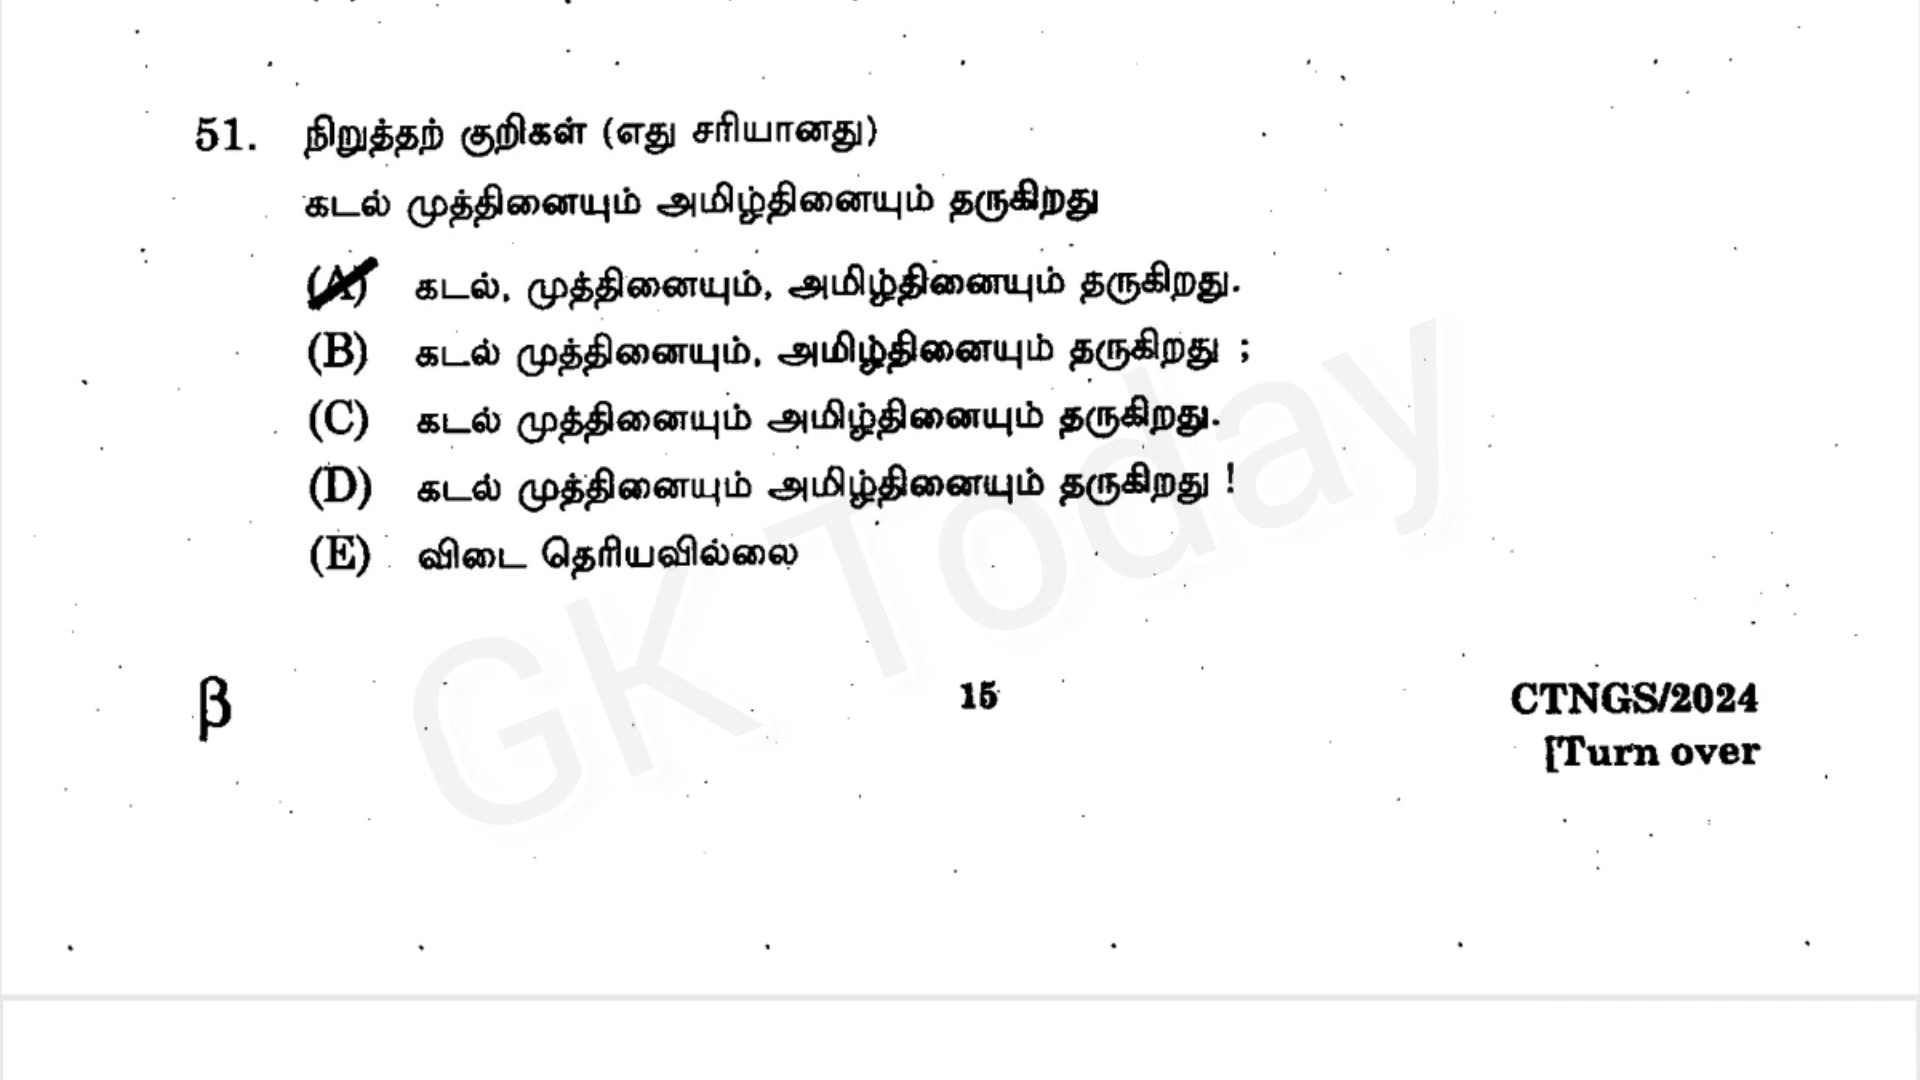 51. நிறுத்தற் குறிகள் (எது சரியானது)
கடல் முத்தினையும் அமிழ்தினையும் தருகிறது
(A) கடல், முத்தினையும், அமிழ்தினையும் தருகிறது.
(B) கடல் முத்தினையும், அமிழ்தினையும் தருகிறது ;
(C) கடல் முத்தினையும் அமிழ்தினையும் தருகிறது.
(D) கடல் முத்தினையும் அமிழ்தினையும் தருகிறது !
(E) விடை தெரியவில்லை
GK Today
β 15 CTNGS/2024
[Turn over